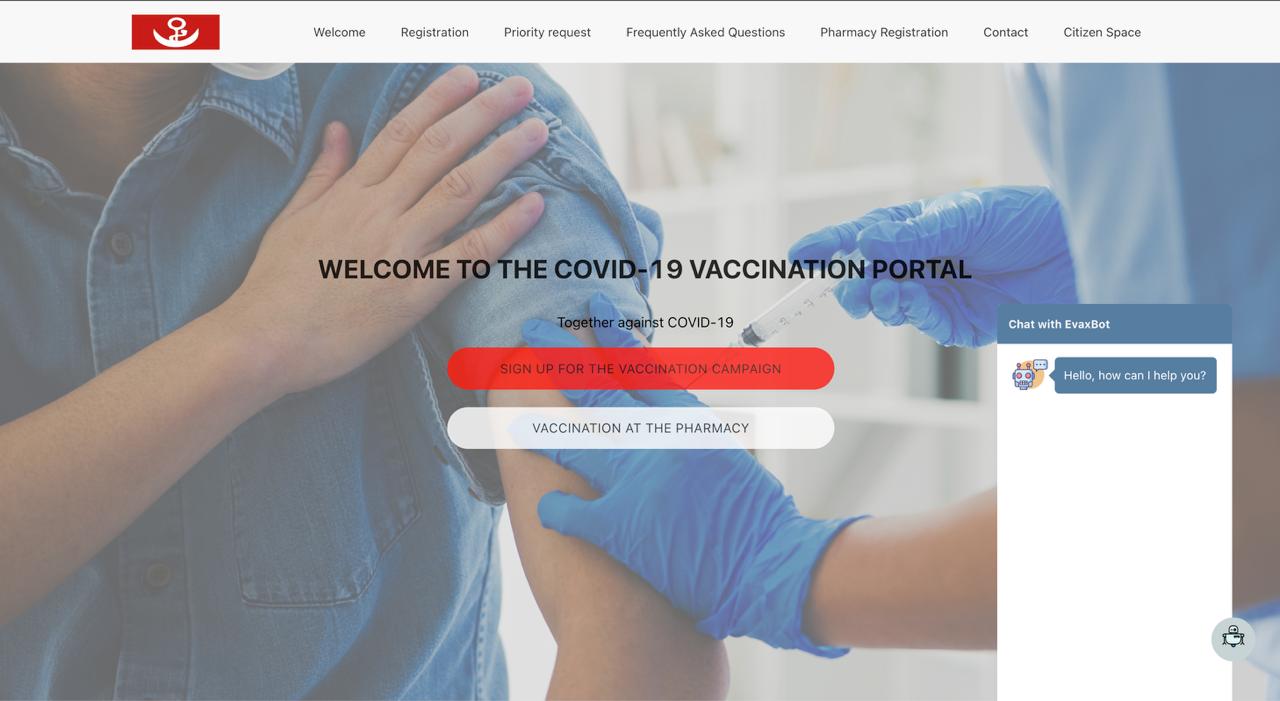 Welcome
Registration
Priority request
Frequently Asked Questions
Pharmacy Registration
Contact
Citizen Space
WELCOME TO THE COVID-19 VACCINATION PORTAL
Together against COVID-19
SIGN UP FOR THE VACCINATION CAMPAIGN
VACCINATION AT THE PHARMACY
Chat with EvaxBot
Hello, how can I help you?